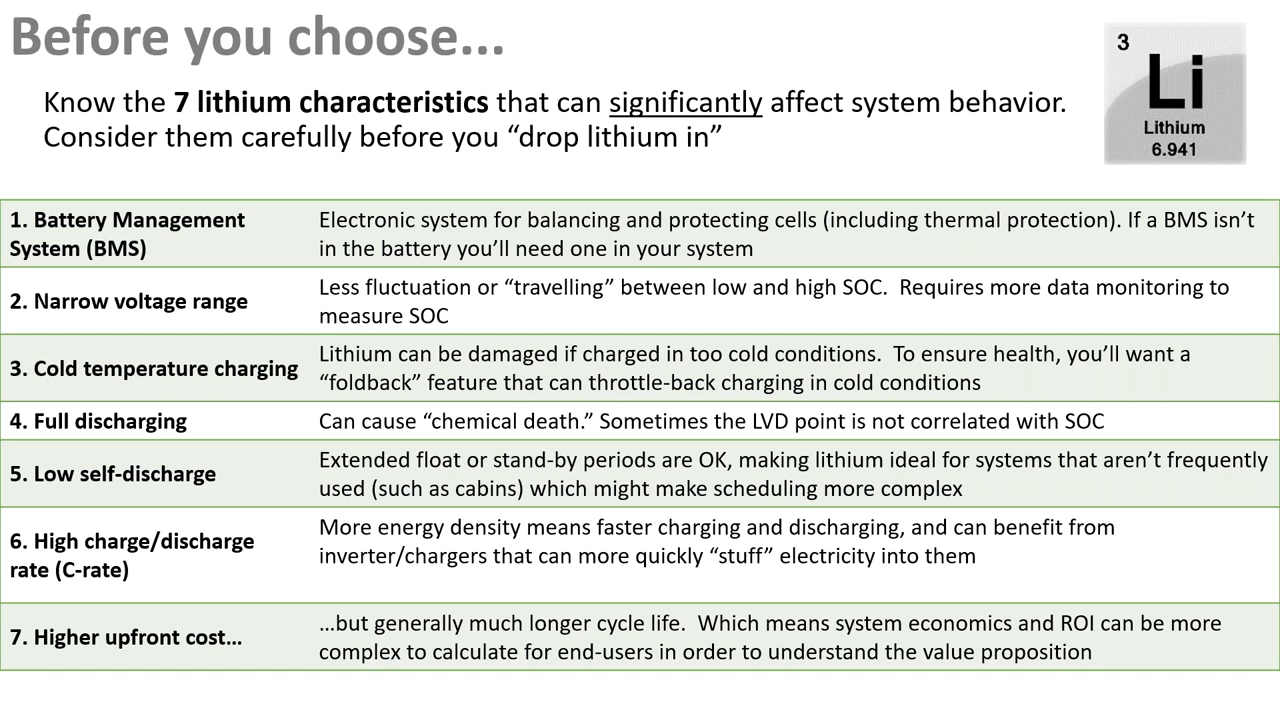 Before you choose...
3
Li
Lithium
6.941
Know the 7 lithium characteristics that can significantly affect system behavior.
Consider them carefully before you “drop lithium in”
1. Battery Management
System (BMS)
Electronic system for balancing and protecting cells (including thermal protection). If a BMS isn’t
in the battery you’ll need one in your system
2. Narrow voltage range
Less fluctuation or “travelling” between low and high SOC.  Requires more data monitoring to
measure SOC
3. Cold temperature charging
Lithium can be damaged if charged in too cold conditions.  To ensure health, you’ll want a
“foldback” feature that can throttle-back charging in cold conditions
4. Full discharging
Can cause “chemical death.” Sometimes the LVD point is not correlated with SOC
5. Low self-discharge
Extended float or stand-by periods are OK, making lithium ideal for systems that aren’t frequently
used (such as cabins) which might make scheduling more complex
6. High charge/discharge
rate (C-rate)
More energy density means faster charging and discharging, and can benefit from
inverter/chargers that can more quickly “stuff” electricity into them
7. Higher upfront cost…
…but generally much longer cycle life.  Which means system economics and ROI can be more
complex to calculate for end-users in order to understand the value proposition